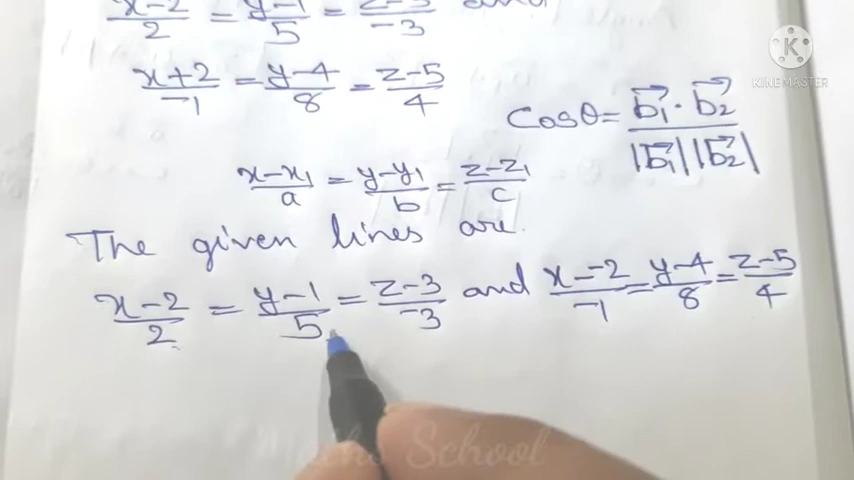 x-2/2 = y-1/5 = z-3/-3 and
x+2/-1 = y-4/8 = z-5/4
Cosθ = b₁⃗ · b₂⃗ / |b₁⃗| |b₂⃗|
x-x₁/a = y-y₁/b = z-z₁/c
The given lines are.
x-2/2 = y-1/5 = z-3/-3 and x--2/-1 = y-4/8 = z-5/4
K
KINEMASTER
Maths School